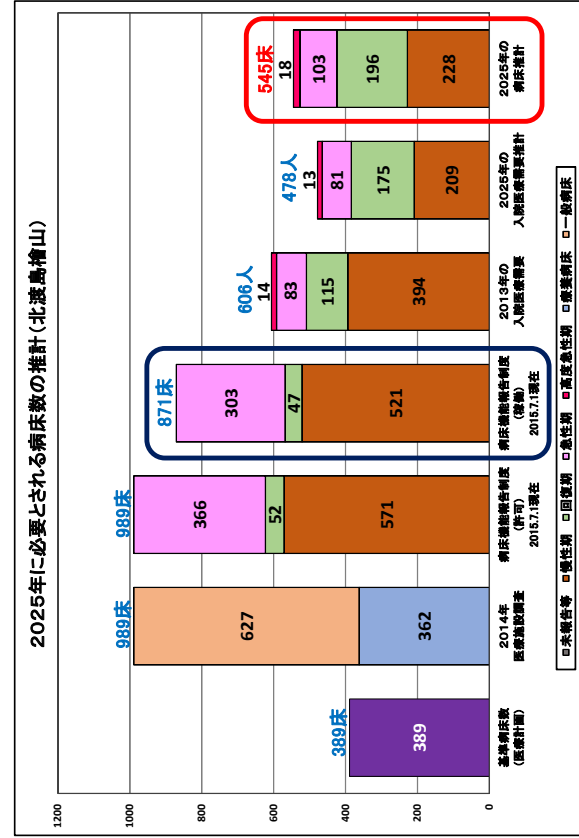 2025年に必要とされる病床数の推計(北渡島檜山)
1200
1000
800
600
400
200
0
389床
389
基準病床数
(医療計画)
989床
627
362
2014年
医療施設調査
989床
366
52
571
病床機能報告制度
(許可)
2015.7.1現在
871床
303
47
521
病床機能報告制度
(稼働)
2015.7.1現在
606人
14
83
115
394
2013年の
入院医療需要
478人
13
81
175
209
2025年の
入院医療需要推計
545床
18
103
196
228
2025年の
病床推計
未報告等 慢性期 回復期 急性期 高度急性期 療養病床 一般病床